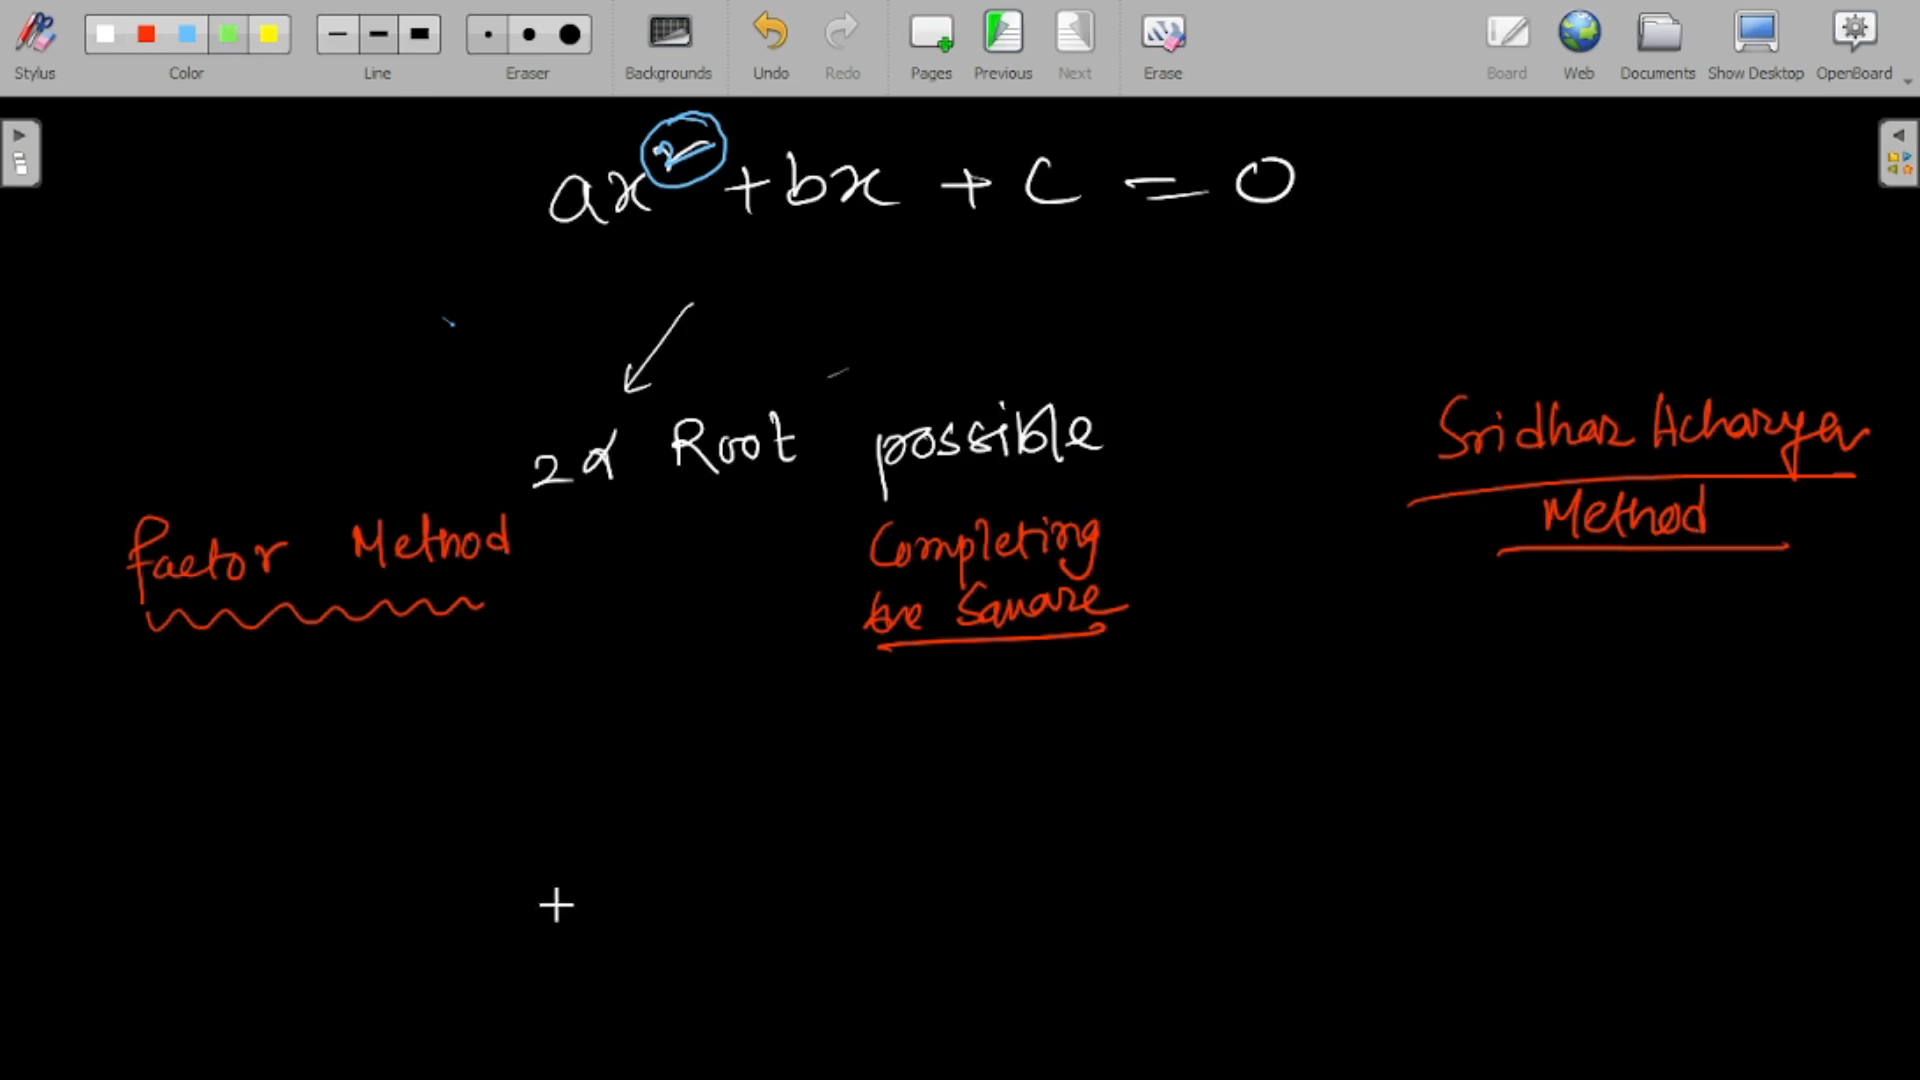 Stylus
Color
Line
Eraser
Backgrounds
Undo
Redo
Pages
Previous
Next
Erase
Board
Web
Documents
Show Desktop
OpenBoard
ax² + bx + c = 0
2α Root possible
factor Method
Completing
the Square
Sridhar Acharya
Method